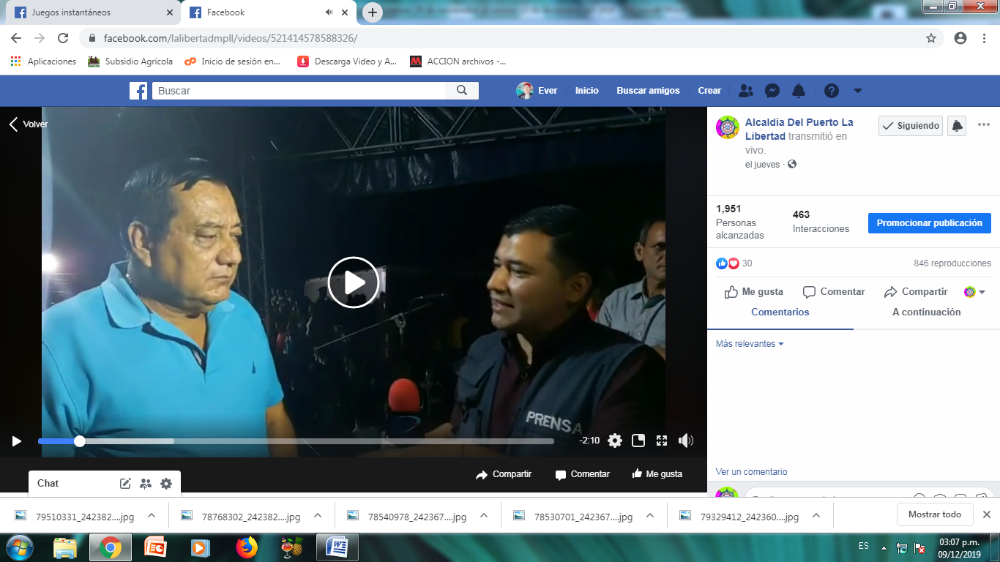 Juegos instantáneos
Facebook
facebook.com/lalibertadmpll/videos/521414578588326/
Aplicaciones
Subsidio Agrícola
Inicio de sesión en...
Descarga Video y A...
ACCION archivos -...
Buscar
Ever
Inicio
Buscar amigos
Crear
Volver
PRENSA
-2:10
Compartir
Comentar
Me gusta
Alcaldía Del Puerto La
Libertad transmitió en
vivo.
el jueves ·
Siguiendo
1,951
Personas
alcanzadas
463
Interacciones
Promocionar publicación
30
846 reproducciones
Me gusta
Comentar
Compartir
Comentarios
A continuación
Más relevantes
Ver un comentario
Chat
79510331_242382....jpg
78768302_242382....jpg
78540978_242367....jpg
78530701_242367....jpg
79329412_242360....jpg
Mostrar todo
ES
03:07 p.m.
09/12/2019